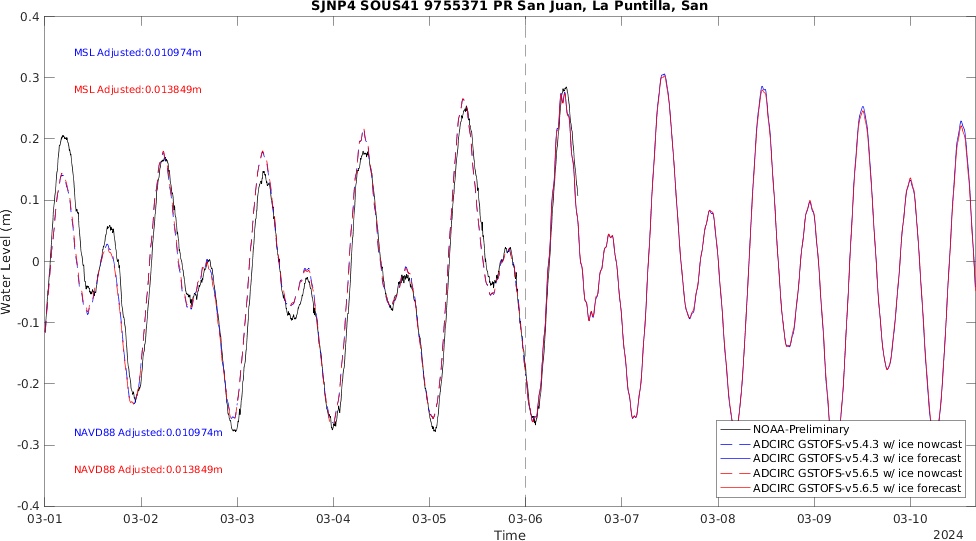 SJNP4 SOUS41 9755371 PR San Juan, La Puntilla, San
0.4
0.3
0.2
0.1
0
-0.1
-0.2
-0.3
-0.4
Water Level (m)
MSL Adjusted:0.010974m
MSL Adjusted:0.013849m
NAVD88 Adjusted:0.010974m
NAVD88 Adjusted:0.013849m
NOAA-Preliminary
ADCIRC GSTOFS-v5.4.3 w/ ice nowcast
ADCIRC GSTOFS-v5.4.3 w/ ice forecast
ADCIRC GSTOFS-v5.6.5 w/ ice nowcast
ADCIRC GSTOFS-v5.6.5 w/ ice forecast
03-01 03-02 03-03 03-04 03-05 03-06 03-07 03-08 03-09 03-10
Time
2024